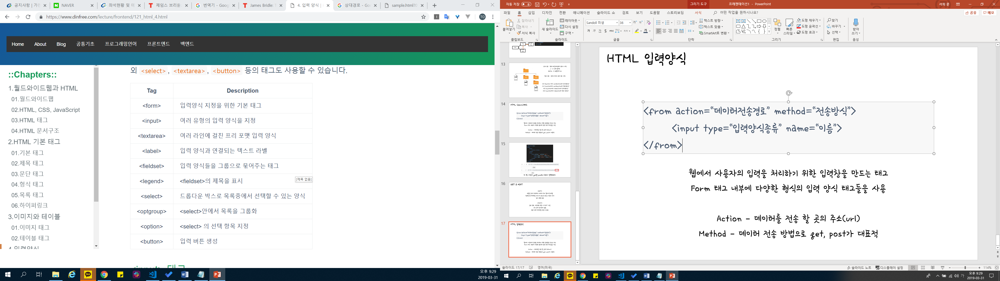 공지사항 | 가천
NAVER
좌석현황 및 예
제임스 브리들:
번역기 - Goog
James Bridle: T
4. 입력 양식 |
상대경로 - Goo
sample.html?0
https://www.dinfree.com/lecture/frontend/121_html_4.html
TO
Home About Blog 공통기초 프로그래밍언어 프론트엔드 백엔드
::Chapters::
1.월드와이드웹과 HTML
01.월드와이드웹
02.HTML, CSS, JavaScript
03.HTML 태그
04.HTML 문서구조
2.HTML 기본 태그
01.기본 태그
02.제목 태그
03.문단 태그
04.형식 태그
05.목록 태그
06.하이퍼링크
3.이미지와 테이블
01.이미지 태그
02.테이블 태그
4.입력양식
외 <select>, <textarea>, <button> 등의 태그도 사용할 수 있습니다.
Tag Description
<form> 입력양식 지정을 위한 기본 태그
<input> 여러 유형의 입력 양식을 지정
<textarea> 여러 라인에 걸친 프리 포맷 입력 양식
<label> 입력 양식과 연결되는 텍스트 라벨
<fieldset> 입력 양식들을 그룹으로 묶어주는 태그
<legend> <fieldset>의 제목을 표시
[제목 없음]
<select> 드롭다운 박스로 목록중에서 선택할 수 있는 양식
<optgroup> <select>안에서 목록을 그룹화
<option> <select> 의 선택 항목 지정
<button> 입력 버튼 생성
<input> 태그
오후 9:29
2019-03-31
자동 저장
그리기 도구
프레젠테이션1 - PowerPoint
서희 문
파일 홈 삽입 디자인 전환 애니메이션 슬라이드 쇼 검토 보기 도움말 스토리보딩 서식 어떤 작업을 원하시나요?
공유 메모
붙여넣기 잘라내기 복사 서식 복사
클립보드
새 슬라이드 레이아웃 다시 설정 구역
슬라이드
Sandoll 미생 36
글꼴
텍스트 방향 텍스트 맞춤 SmartArt로 변환
단락
정렬 빠른 스타일 도형 채우기 도형 윤곽선 도형 효과
그리기
찾기 바꾸기 선택
편집
받아쓰기
음성
13
14
HTML <form>태그
15
16
GET & POST
17
HTML 입력양식
HTML 입력양식
<from action=“데이터전송경로” method=“전송방식”>
<input type=“입력양식종류” name=“이름”>
</from>
웹에서 사용자의 입력을 처리하기 위한 입력창을 만드는 태그
Form 태그 내부에 다양한 형식의 입력 양식 태그들을 사용
Action - 데이터를 전송 할 곳의 주소(url)
Method - 데이터 전송 방법으로 get, post가 대표적
슬라이드 17/17 영어(미국)
슬라이드 노트 디스플레이 설정 114%
가
오후 9:29
2019-03-31